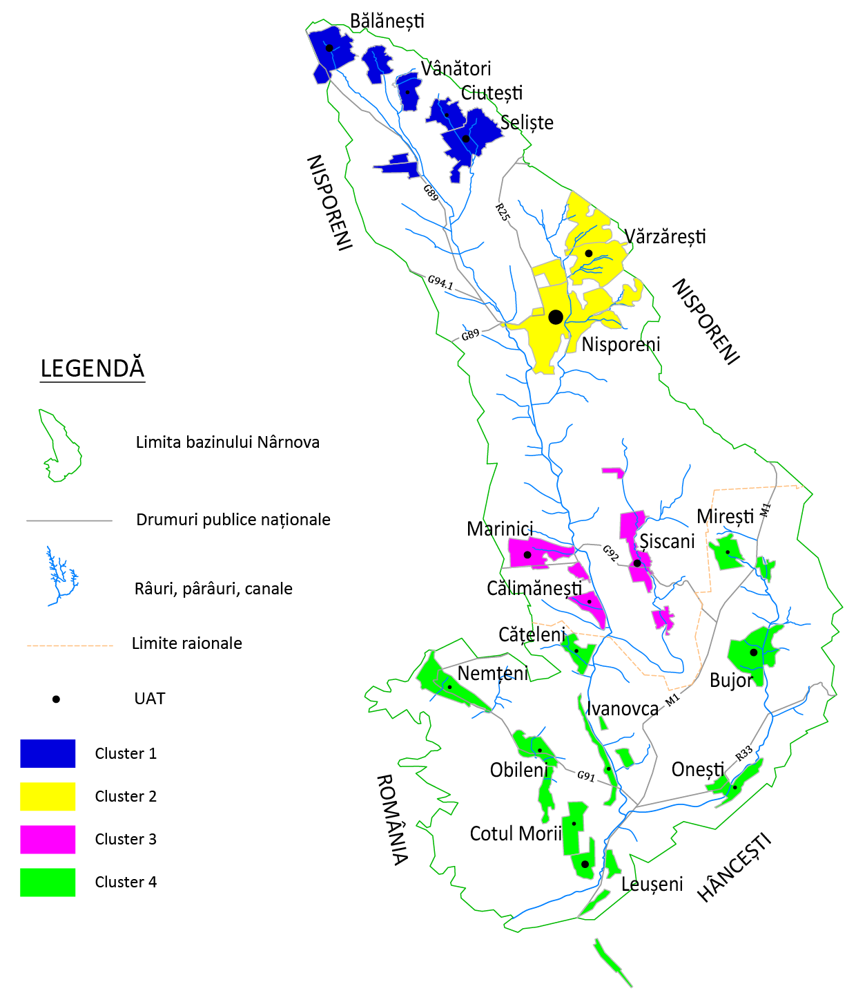 Bălănești
Vânători
Ciutești
Seliște
NISPORENI
G89
R25
Vărzărești
G94.1
NISPORENI
G89
Nisporeni
LEGENDĂ
Limita bazinului Nârnova
Drumuri publice naționale
Râuri, pârâuri, canale
Limite raionale
UAT
Cluster 1
Cluster 2
Cluster 3
Cluster 4
M1
Mirești
Marinici
Șiscani
G92
Călimănești
Cățeleni
Nemțeni
Bujor
M1
Ivanovca
R33
Obileni
G91
Onești
ROMÂNIA
Cotul Morii
HÂNCEȘTI
Leușeni